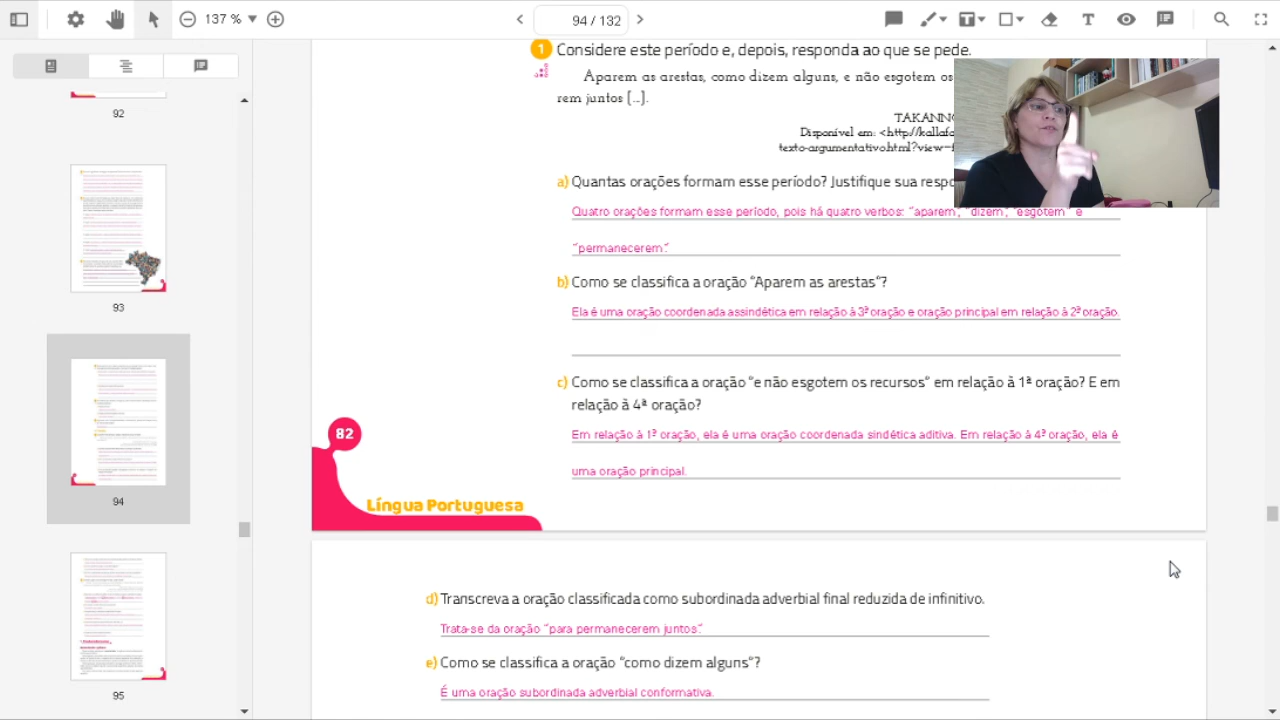 137 %
94 / 132
92
93
94
95
1 Considere este período e, depois, responda ao que se pede.
Aparem as arestas, como dizem alguns, e não esgotem os
rem juntos [...].
TAKANNO
Disponível em: <http://kallafo
texto-argumentativo.html?view=f
a) Quantas orações formam esse período? Justifique sua respo
Quatro orações formam esse período, pois há quatro verbos: "aparem", "dizem", "esgotem" e
"permanecerem".
b) Como se classifica a oração "Aparem as arestas"?
Ela é uma oração coordenada assindética em relação à 3ª oração e oração principal em relação à 2ª oração.
c) Como se classifica a oração "e não esgotem os recursos" em relação à 1ª oração? E em
relação à 4ª oração?
Em relação à 1ª oração, ela é uma oração coordenada sindética aditiva. Em relação à 4ª oração, ela é
uma oração principal.
82
Língua Portuguesa
d) Transcreva a oração classificada como subordinada adverbial final reduzida de infinitivo.
Trata-se da oração "para permanecerem juntos".
e) Como se classifica a oração "como dizem alguns"?
É uma oração subordinada adverbial conformativa.